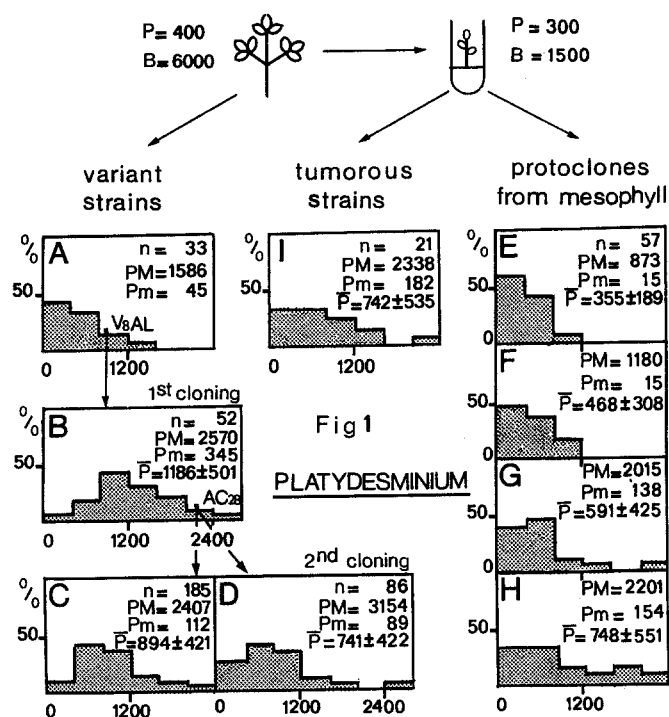 P= 400
B= 6000
P= 300
B= 1500
variant
strains
tumorous
strains
protoclones
from mesophyll
%
A
n = 33
PM=1586
Pm = 45
50
V8AL
0
1200
1st cloning
%
B
n = 52
PM= 2570
Pm= 345
P̅=1186±501
50
AC28
1200
2400
2nd cloning
%
C
n = 185
PM=2407
Pm= 112
P̅=894±421
50
0
1200
D
n = 86
PM= 3154
Pm= 89
P̅=741±422
0
1200
2400
%
I
n = 21
PM= 2338
Pm = 182
P̅ = 742±535
50
0
1200
Fig1
PLATYDESMINIUM
%
E
n = 57
PM= 873
Pm = 15
P̅=355±189
50
0
F
PM= 1180
Pm = 15
P̅=468±308
50
0
G
PM=2015
Pm= 138
P̅=591±425
50
0
H
PM=2201
Pm = 154
P̅=748±551
50
0
1200